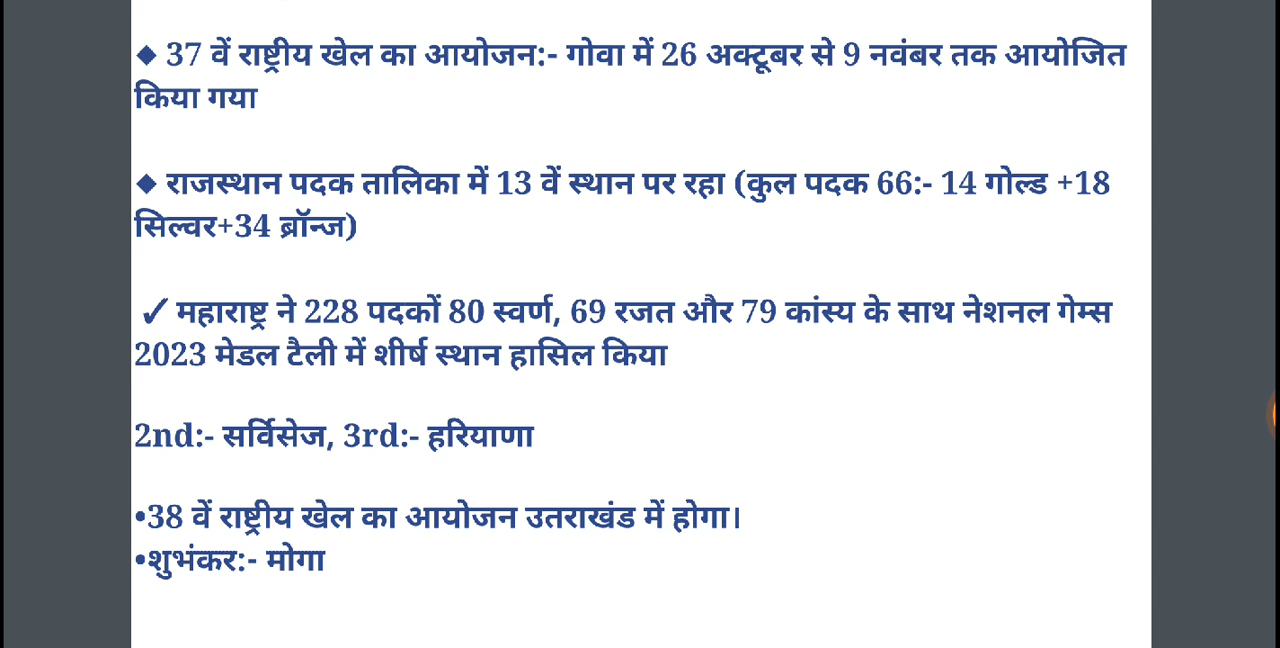 ◆ 37 वें राष्ट्रीय खेल का आयोजन:- गोवा में 26 अक्टूबर से 9 नवंबर तक आयोजित
किया गया
◆ राजस्थान पदक तालिका में 13 वें स्थान पर रहा (कुल पदक 66:- 14 गोल्ड +18
सिल्वर+34 ब्रॉन्ज)
✓ महाराष्ट्र ने 228 पदकों 80 स्वर्ण, 69 रजत और 79 कांस्य के साथ नेशनल गेम्स
2023 मेडल टैली में शीर्ष स्थान हासिल किया
2nd:- सर्विसेज, 3rd:- हरियाणा
•38 वें राष्ट्रीय खेल का आयोजन उतराखंड में होगा।
•शुभंकर:- मोगा